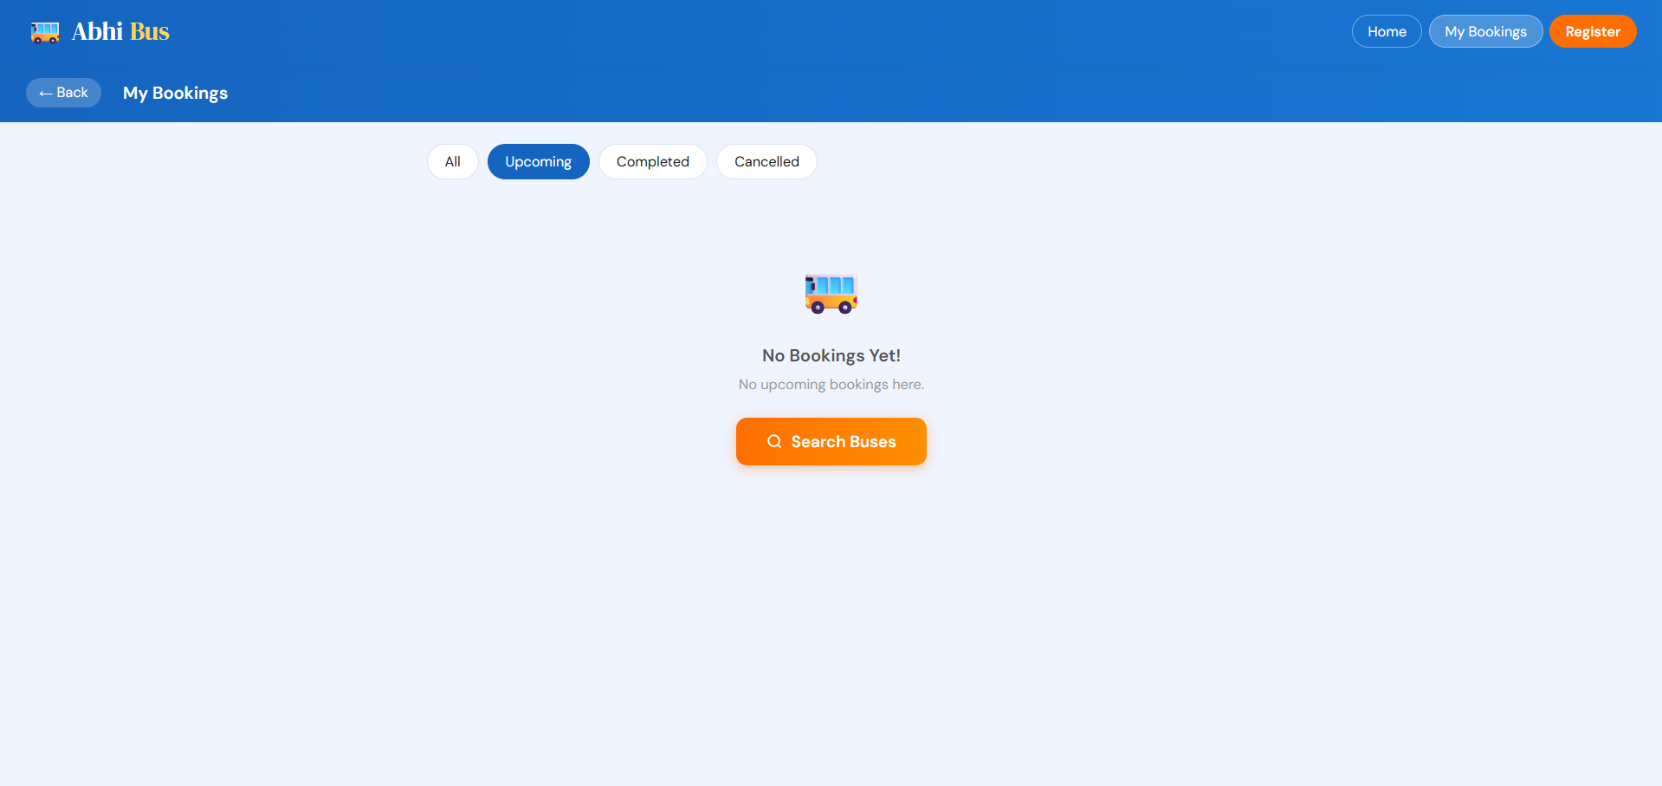 Abhi Bus
Home
My Bookings
Register
← Back
My Bookings
All
Upcoming
Completed
Cancelled
No Bookings Yet!
No upcoming bookings here.
Search Buses